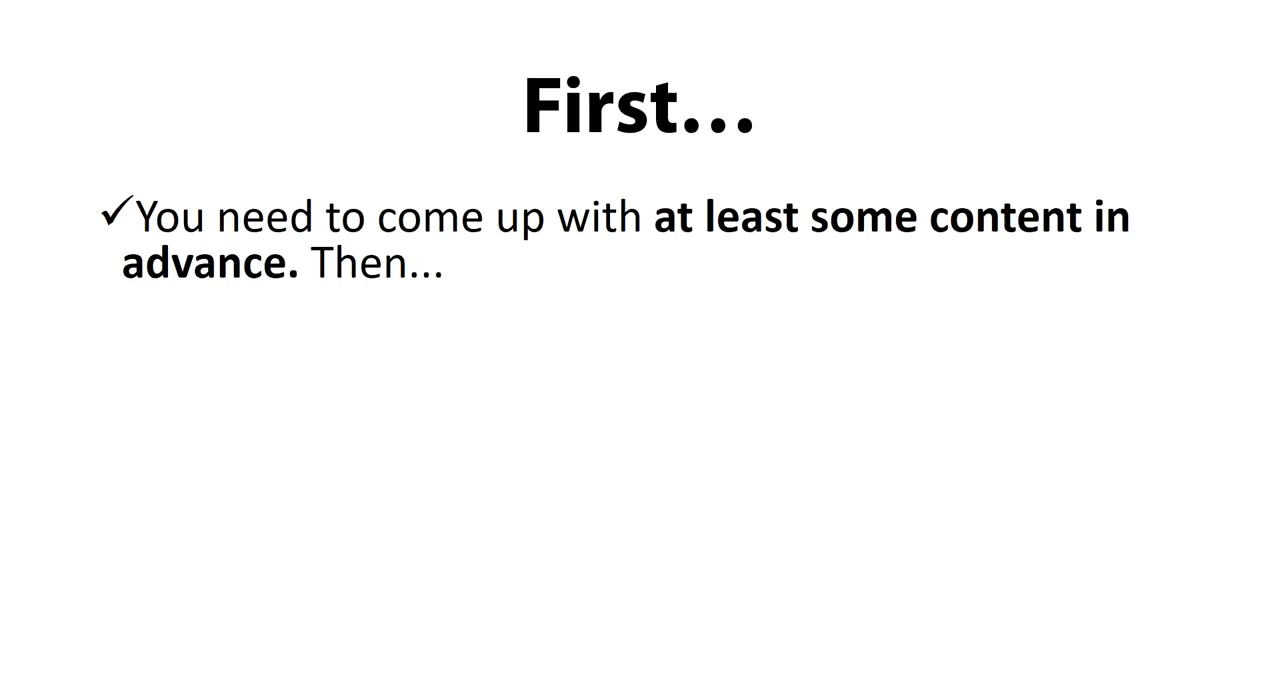 First...
✓You need to come up with at least some content in
advance. Then...